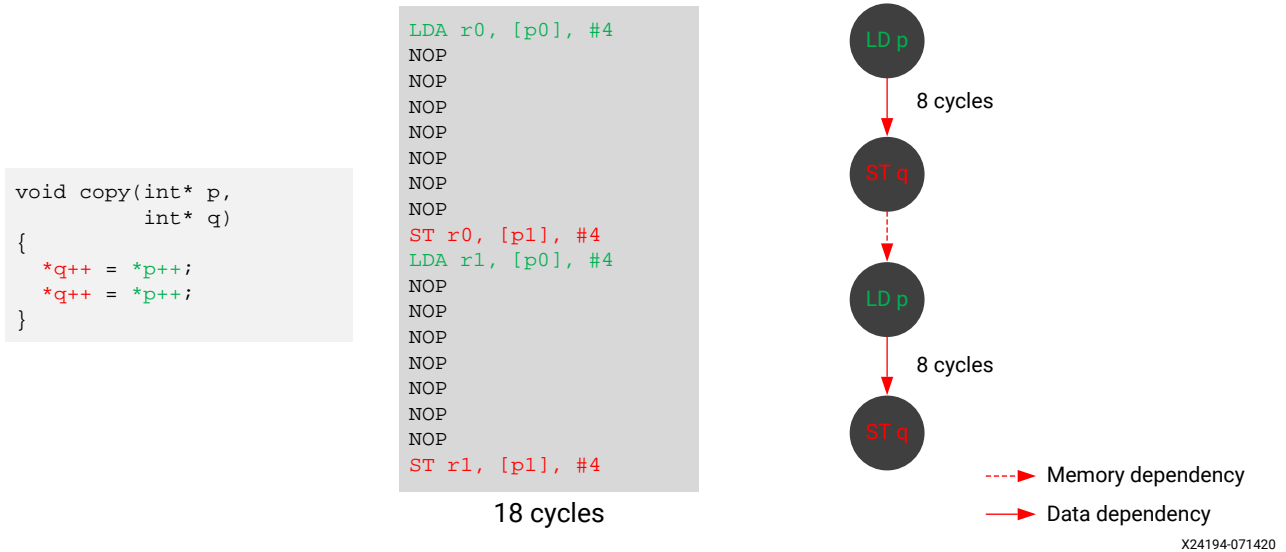 void copy(int* p,
int* q)
{
*q++ = *p++;
*q++ = *p++;
}
LDA r0, [p0], #4
NOP
NOP
NOP
NOP
NOP
NOP
NOP
ST r0, [p1], #4
LDA r1, [p0], #4
NOP
NOP
NOP
NOP
NOP
NOP
NOP
ST r1, [p1], #4
18 cycles
LD p
8 cycles
ST q
LD p
8 cycles
ST q
Memory dependency
Data dependency
X24194-071420